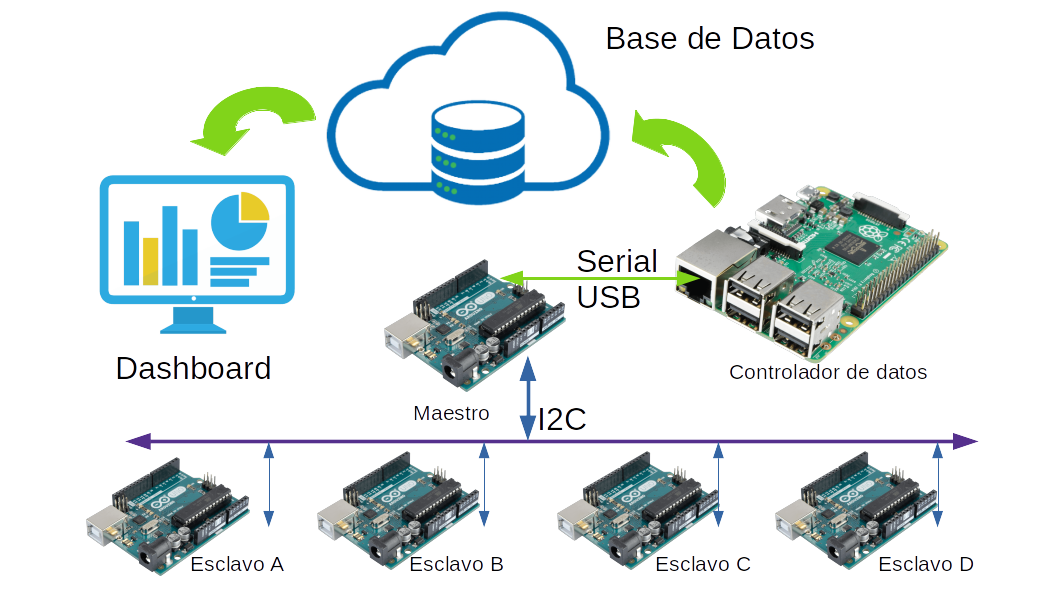 Base de Datos
Serial
USB
Dashboard
Controlador de datos
Maestro
I2C
Esclavo A
Esclavo B
Esclavo C
Esclavo D